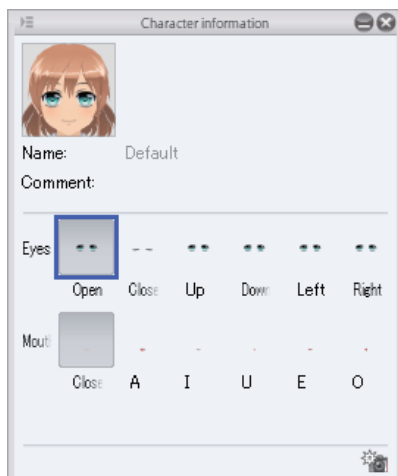 Character information
Name: Default
Comment:
Eyes
Open Close Up Down Left Right
Mouth
Close A I U E O